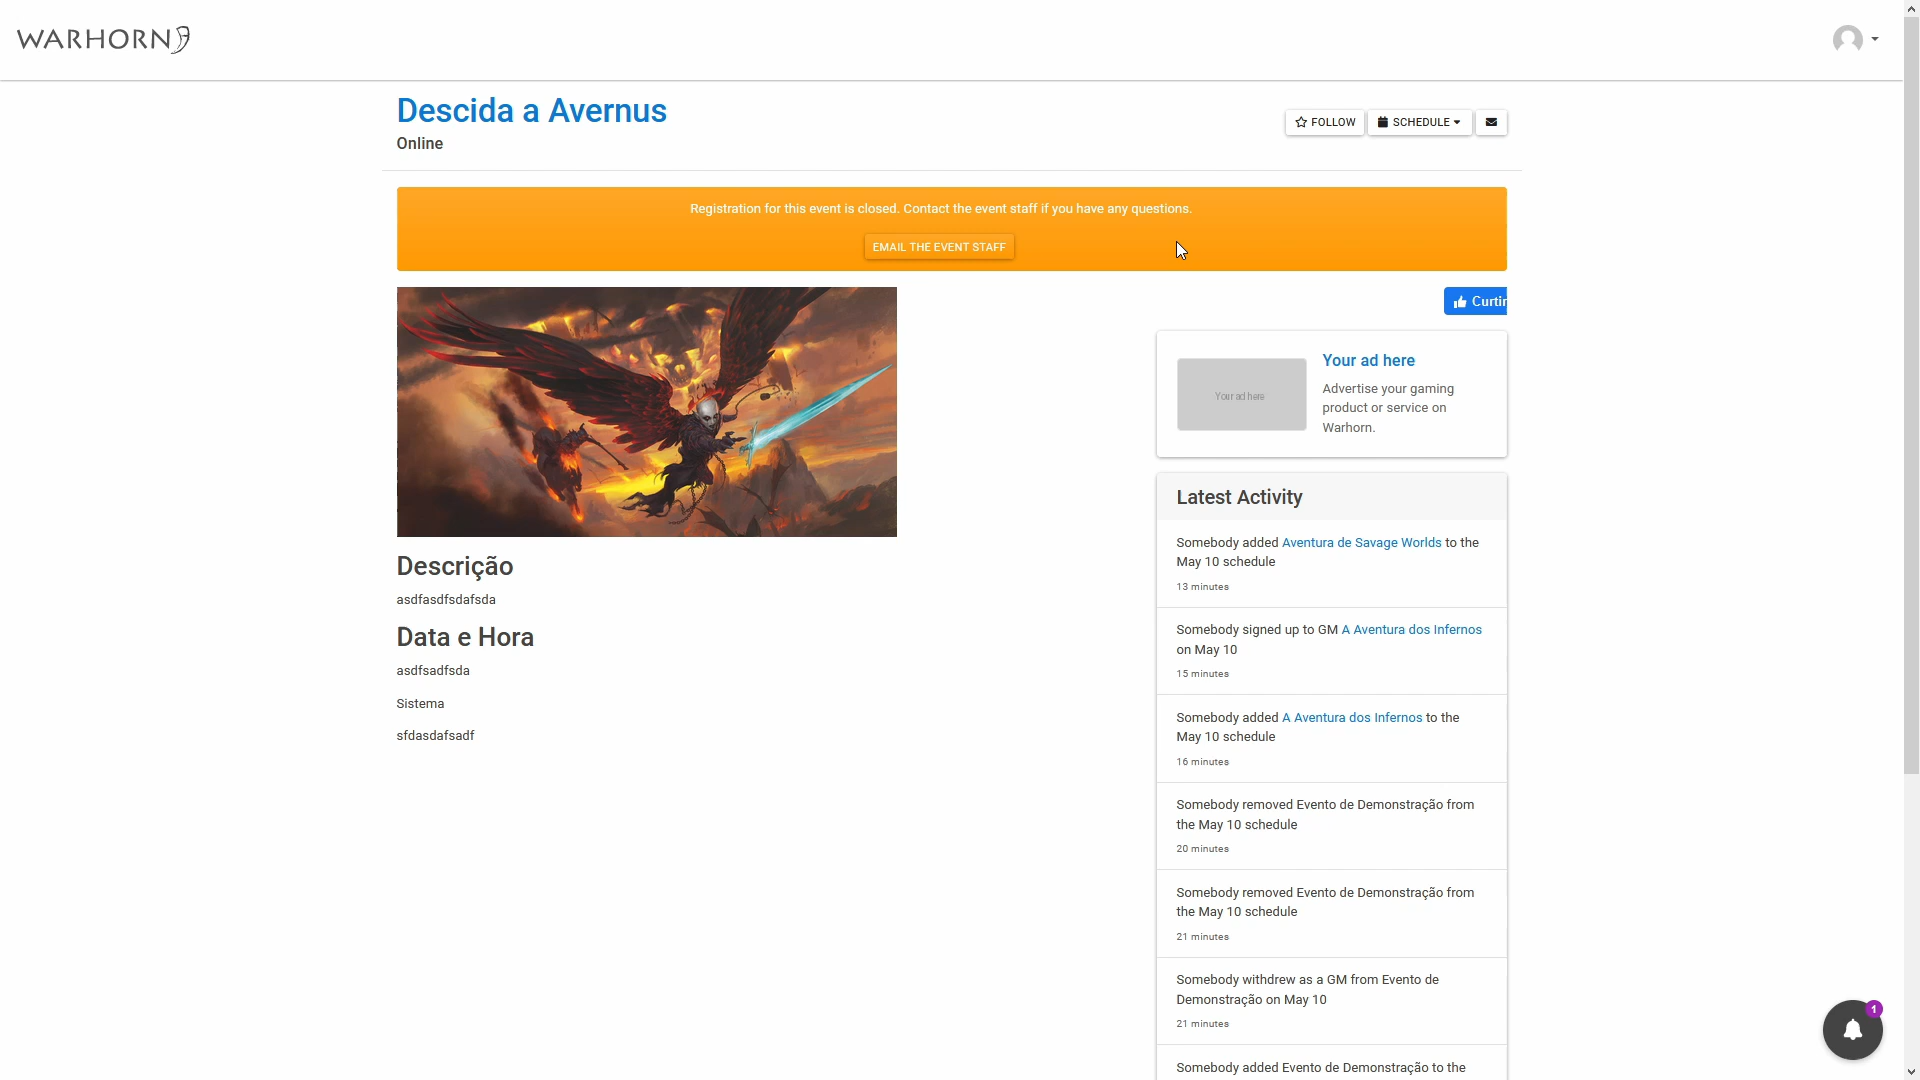 WARHORN
Descida a Avernus
Online
FOLLOW
SCHEDULE
Registration for this event is closed. Contact the event staff if you have any questions.
EMAIL THE EVENT STAFF
Curtir
Your ad here
Your ad here
Advertise your gaming
product or service on
Warhorn.
Descrição
asdfasdfsdafsda
Data e Hora
asdfsadfsda
Sistema
sfdasdafsadf
Latest Activity
Somebody added Aventura de Savage Worlds to the
May 10 schedule
13 minutes
Somebody signed up to GM A Aventura dos Infernos
on May 10
15 minutes
Somebody added A Aventura dos Infernos to the
May 10 schedule
16 minutes
Somebody removed Evento de Demonstração from
the May 10 schedule
20 minutes
Somebody removed Evento de Demonstração from
the May 10 schedule
21 minutes
Somebody withdrew as a GM from Evento de
Demonstração on May 10
21 minutes
Somebody added Evento de Demonstração to the
1